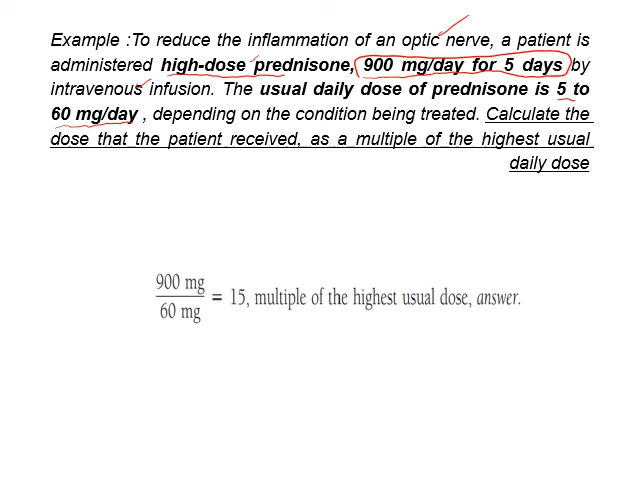 Example :To reduce the inflammation of an optic nerve, a patient is
administered high-dose prednisone, 900 mg/day for 5 days by
intravenous infusion. The usual daily dose of prednisone is 5 to
60 mg/day , depending on the condition being treated. Calculate the
dose that the patient received, as a multiple of the highest usual
daily dose
900 mg
60 mg
= 15, multiple of the highest usual dose, answer.